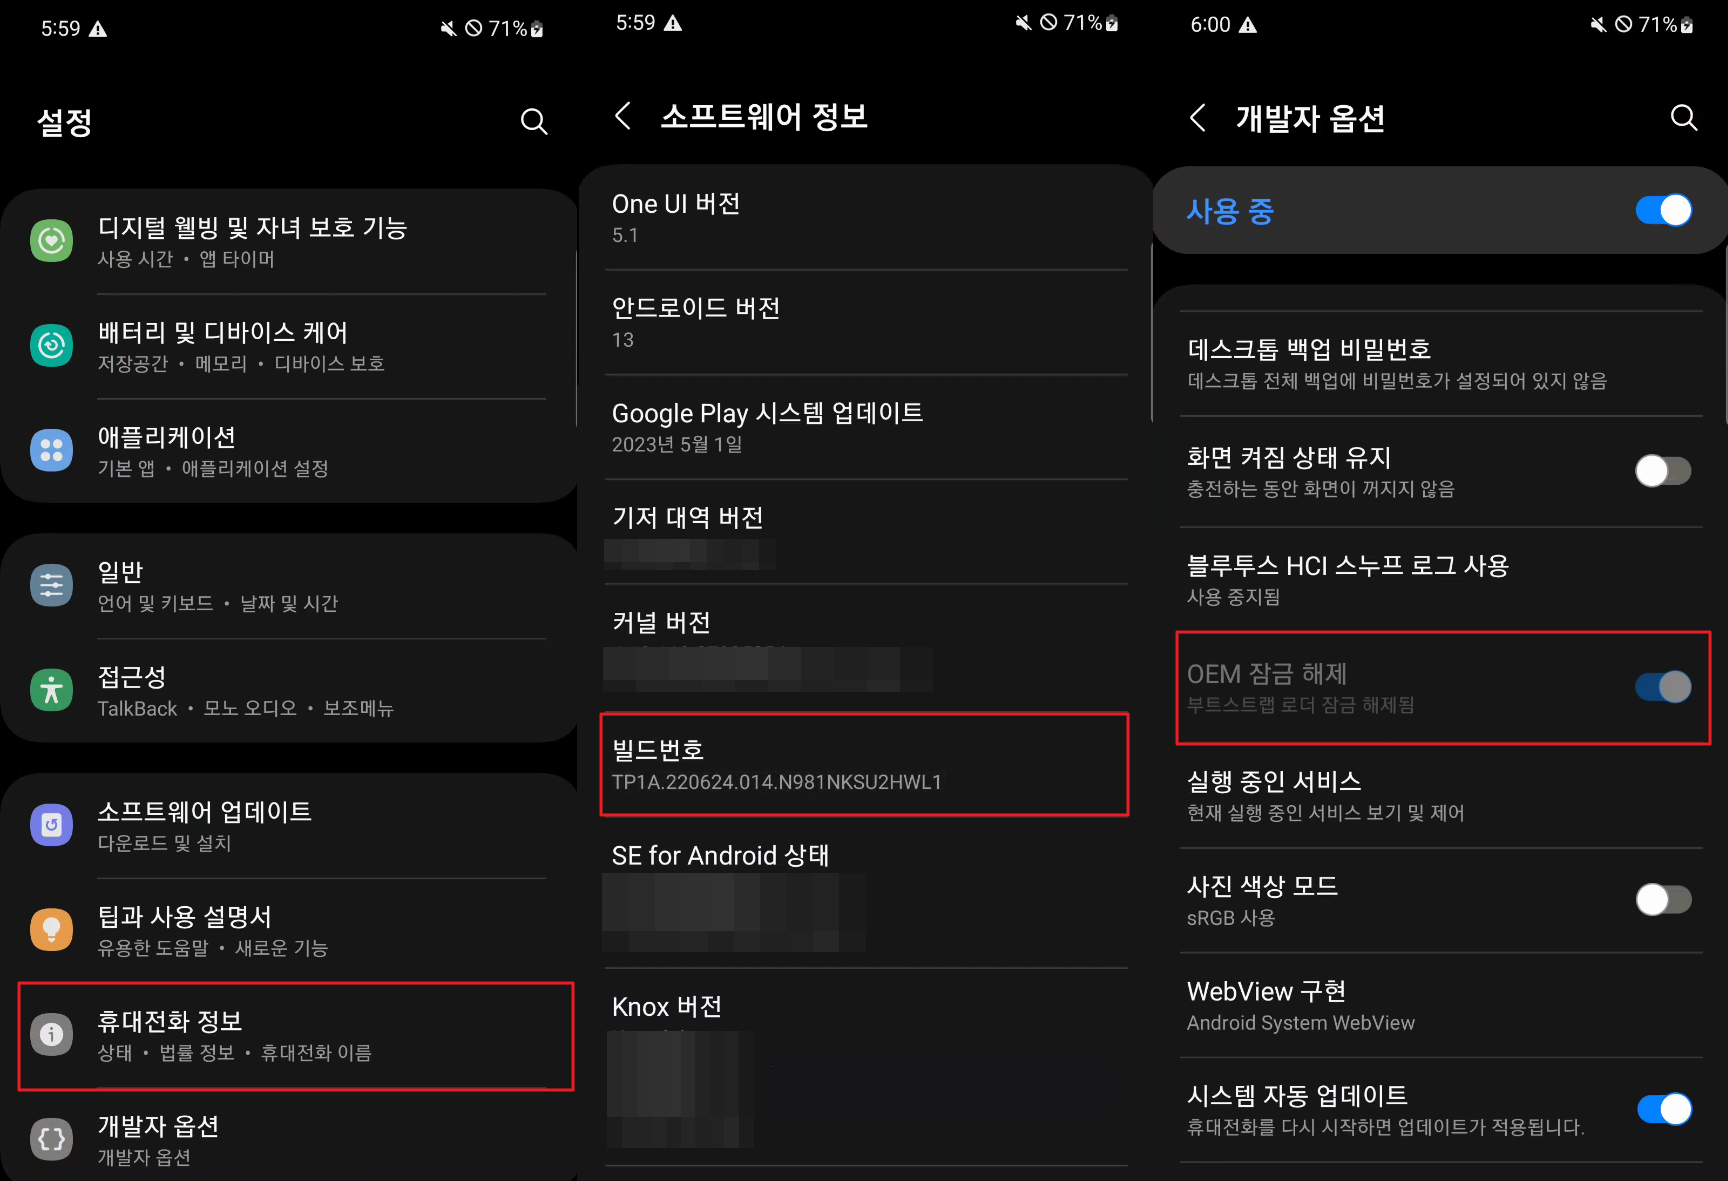 5:59
71%
설정
디지털 웰빙 및 자녀 보호 기능
사용 시간 • 앱 타이머
배터리 및 디바이스 케어
저장공간 • 메모리 • 디바이스 보호
애플리케이션
기본 앱 • 애플리케이션 설정
일반
언어 및 키보드 • 날짜 및 시간
접근성
TalkBack • 모노 오디오 • 보조메뉴
소프트웨어 업데이트
다운로드 및 설치
팁과 사용 설명서
유용한 도움말 • 새로운 기능
휴대전화 정보
상태 • 법률 정보 • 휴대전화 이름
개발자 옵션
개발자 옵션
5:59
71%
소프트웨어 정보
One UI 버전
5.1
안드로이드 버전
13
Google Play 시스템 업데이트
2023년 5월 1일
기저 대역 버전
커널 버전
빌드번호
TP1A.220624.014.N981NKSU2HWL1
SE for Android 상태
Knox 버전
6:00
71%
개발자 옵션
사용 중
데스크톱 백업 비밀번호
데스크톱 전체 백업에 비밀번호가 설정되어 있지 않음
화면 켜짐 상태 유지
충전하는 동안 화면이 꺼지지 않음
블루투스 HCI 스누프 로그 사용
사용 중지됨
OEM 잠금 해제
부트스트랩 로더 잠금 해제됨
실행 중인 서비스
현재 실행 중인 서비스 보기 및 제어
사진 색상 모드
sRGB 사용
WebView 구현
Android System WebView
시스템 자동 업데이트
휴대전화를 다시 시작하면 업데이트가 적용됩니다.